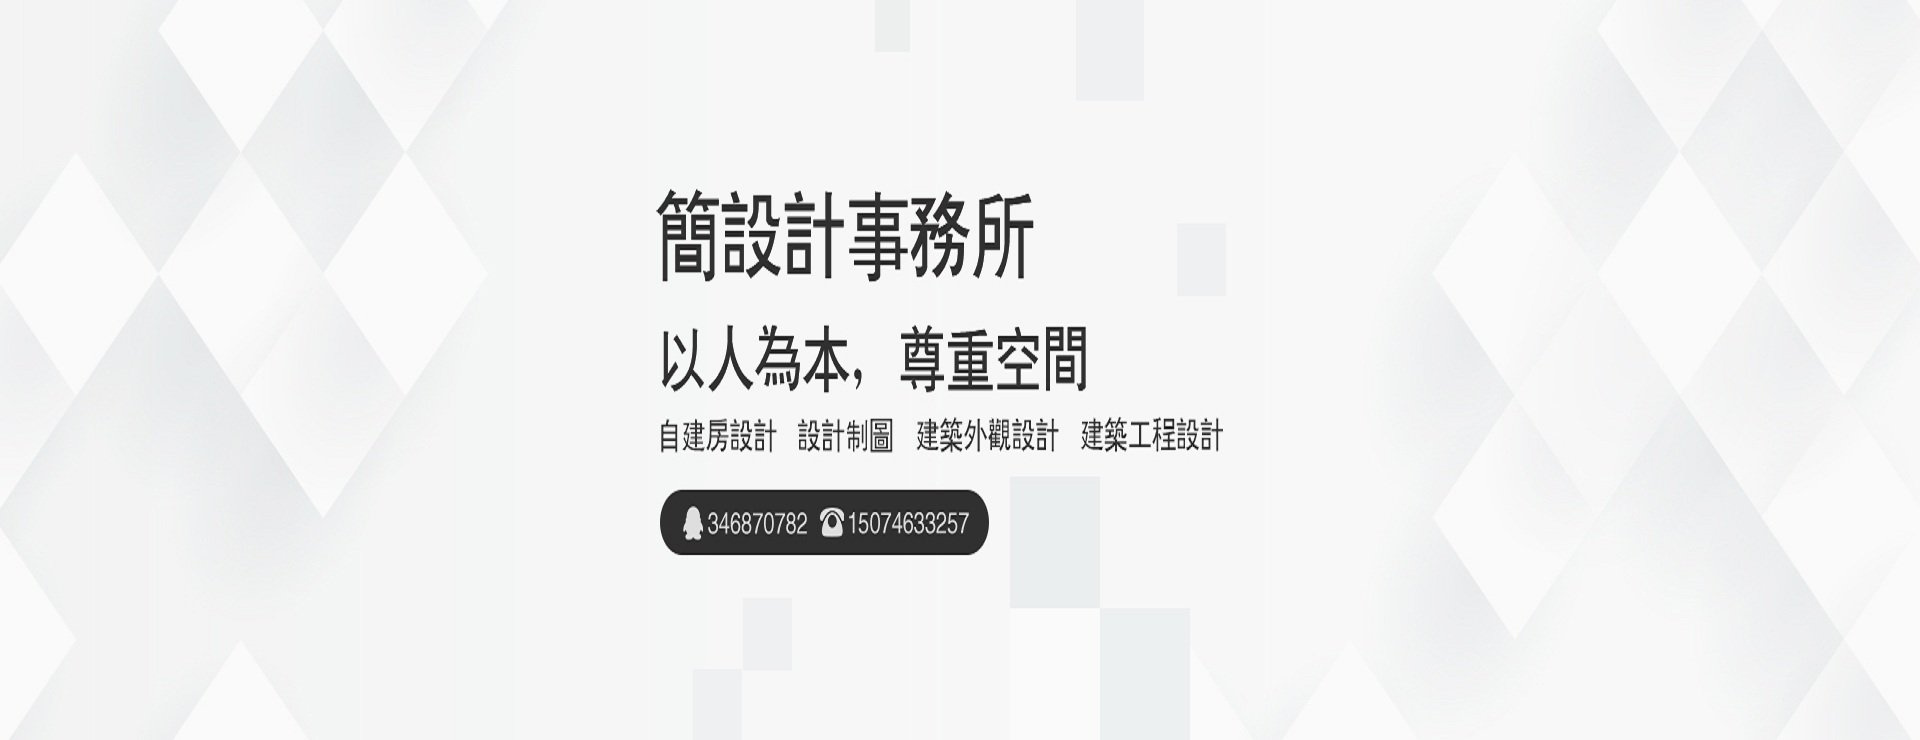 簡設計事務所
以人為本，尊重空間
自建房設計 設計制圖 建築外觀設計 建築工程設計
346870782 15074633257